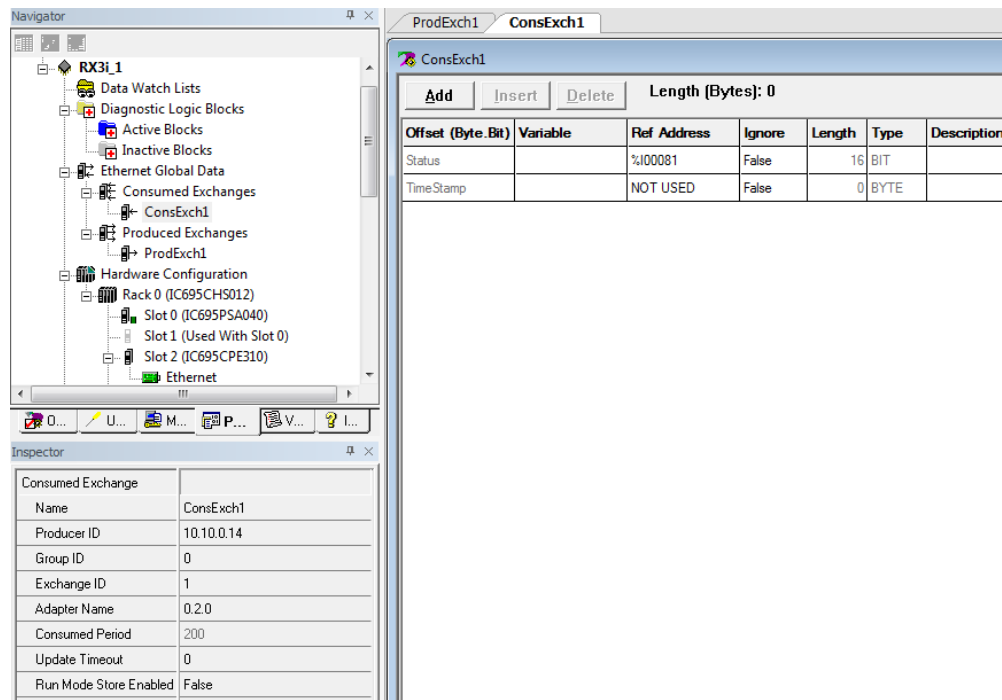 Navigator
RX3i_1
Data Watch Lists
Diagnostic Logic Blocks
Active Blocks
Inactive Blocks
Ethernet Global Data
Consumed Exchanges
ConsExch1
Produced Exchanges
ProdExch1
Hardware Configuration
Rack 0 (IC695CHS012)
Slot 0 (IC695PSA040)
Slot 1 (Used With Slot 0)
Slot 2 (IC695CPE310)
Ethernet
O... U... M... P... V... I...
Inspector
Consumed Exchange
Name ConsExch1
Producer ID 10.10.0.14
Group ID 0
Exchange ID 1
Adapter Name 0.2.0
Consumed Period 200
Update Timeout 0
Run Mode Store Enabled False
ProdExch1 ConsExch1
ConsExch1
Add Insert Delete Length (Bytes): 0
Offset (Byte.Bit) Variable Ref Address Ignore Length Type Description
Status %I00081 False 16 BIT
TimeStamp NOT USED False 0 BYTE